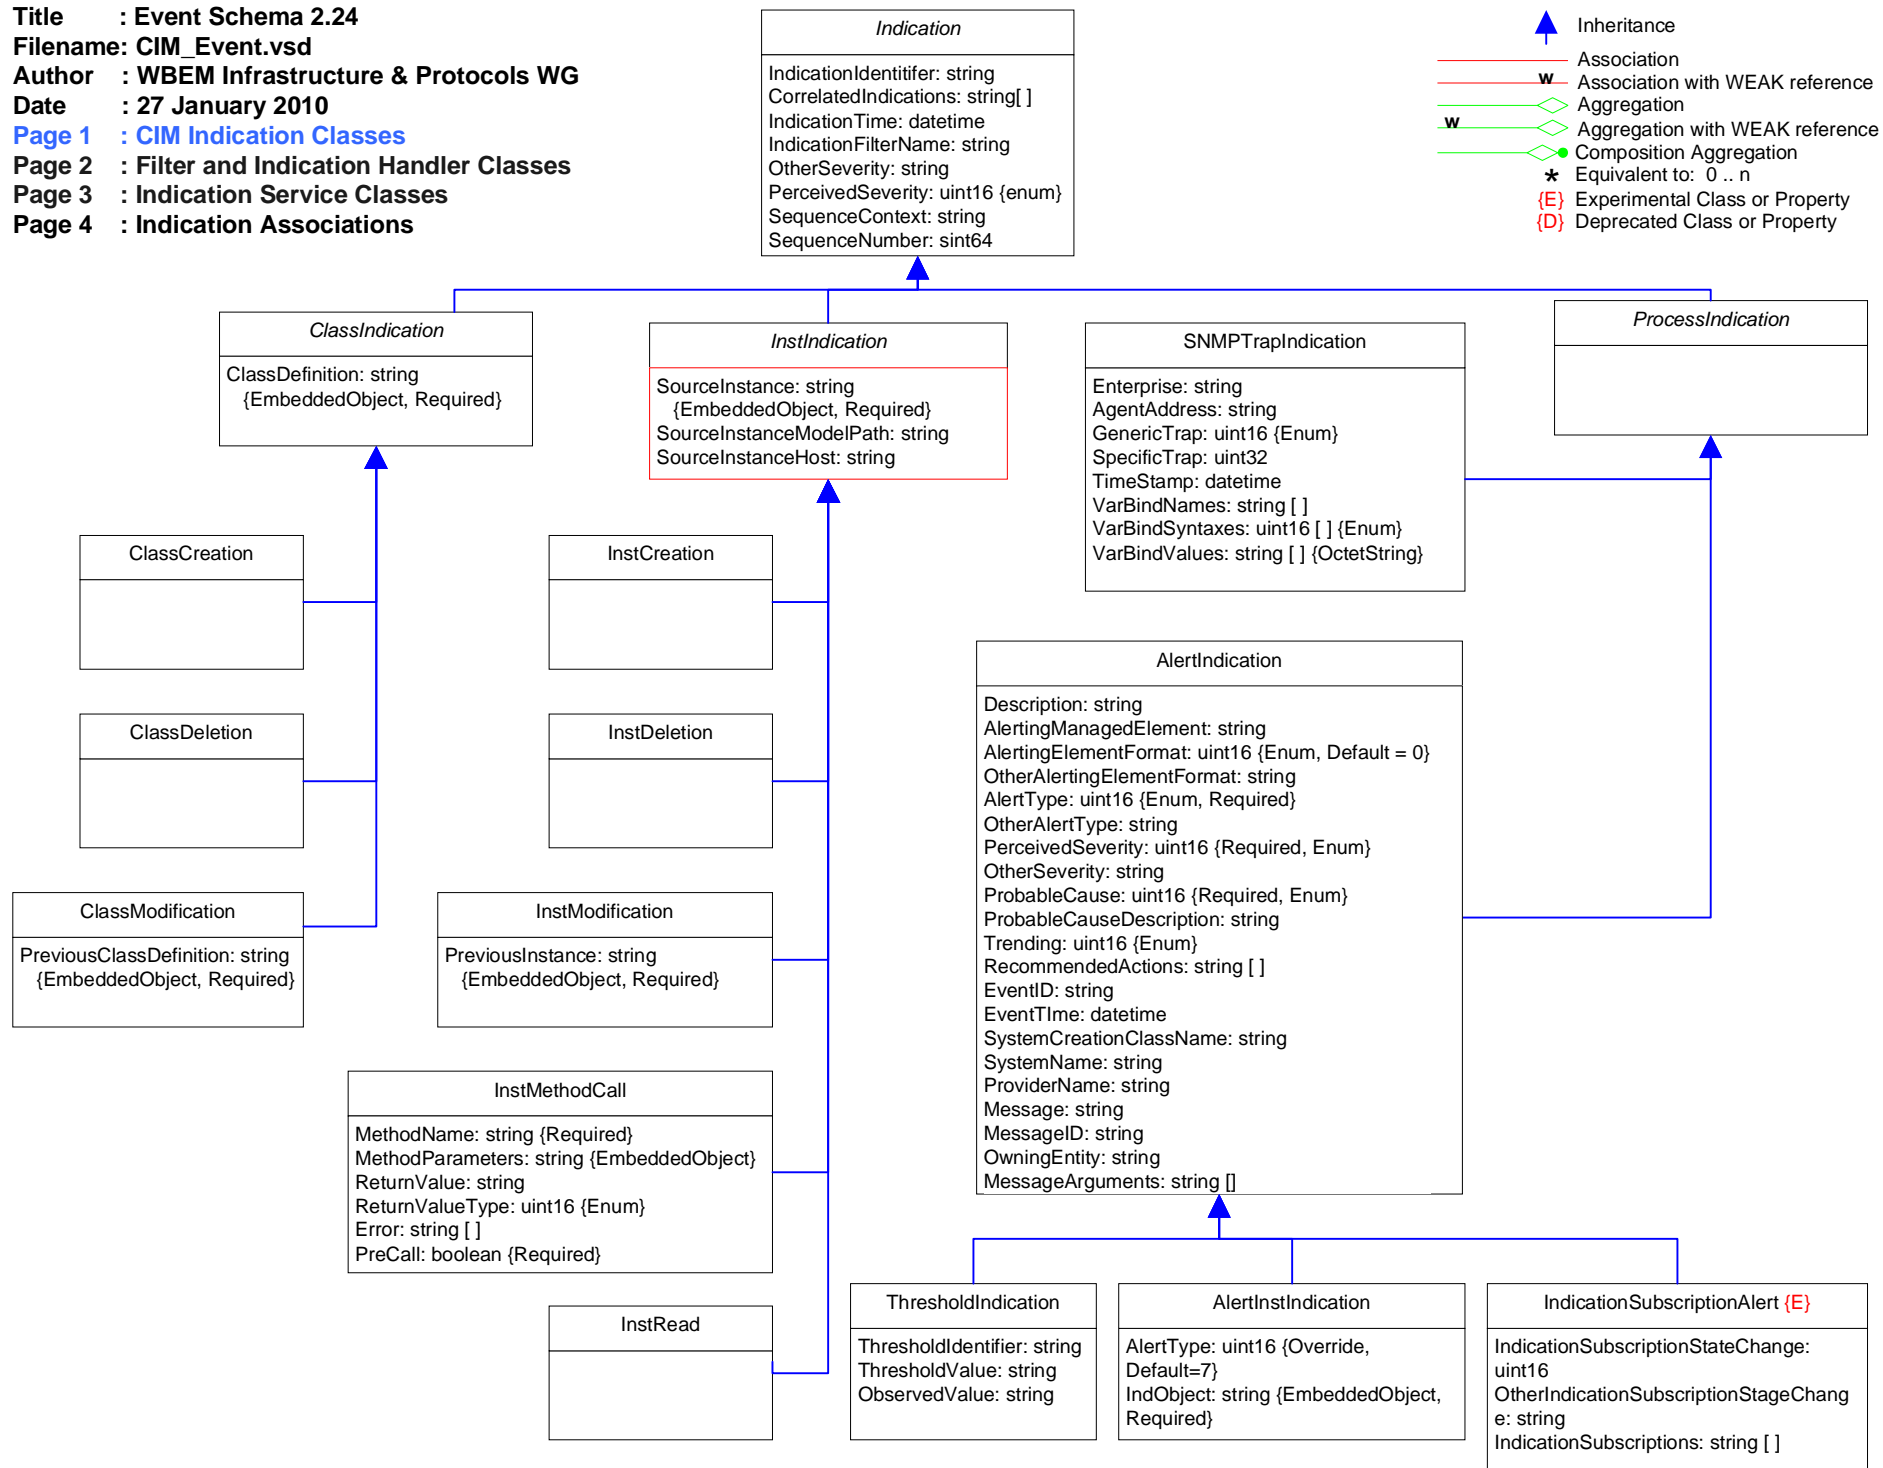 Title : Event Schema 2.24
Filename: CIM_Event.vsd
Author : WBEM Infrastructure & Protocols WG
Date : 27 January 2010
Page 1 : CIM Indication Classes
Page 2 : Filter and Indication Handler Classes
Page 3 : Indication Service Classes
Page 4 : Indication Associations
Indication
IndicationIdentitifer: string
CorrelatedIndications: string[ ]
IndicationTime: datetime
IndicationFilterName: string
OtherSeverity: string
PerceivedSeverity: uint16 {enum}
SequenceContext: string
SequenceNumber: sint64
Inheritance
Association
w Association with WEAK reference
Aggregation
w Aggregation with WEAK reference
Composition Aggregation
* Equivalent to: 0 .. n
{E} Experimental Class or Property
{D} Deprecated Class or Property
ClassIndication
ClassDefinition: string
{EmbeddedObject, Required}
InstIndication
SourceInstance: string
{EmbeddedObject, Required}
SourceInstanceModelPath: string
SourceInstanceHost: string
SNMPTrapIndication
Enterprise: string
AgentAddress: string
GenericTrap: uint16 {Enum}
SpecificTrap: uint32
TimeStamp: datetime
VarBindNames: string [ ]
VarBindSyntaxes: uint16 [ ] {Enum}
VarBindValues: string [ ] {OctetString}
ProcessIndication
ClassCreation
ClassDeletion
ClassModification
PreviousClassDefinition: string
{EmbeddedObject, Required}
InstCreation
InstDeletion
InstModification
PreviousInstance: string
{EmbeddedObject, Required}
InstMethodCall
MethodName: string {Required}
MethodParameters: string {EmbeddedObject}
ReturnValue: string
ReturnValueType: uint16 {Enum}
Error: string [ ]
PreCall: boolean {Required}
InstRead
AlertIndication
Description: string
AlertingManagedElement: string
AlertingElementFormat: uint16 {Enum, Default = 0}
OtherAlertingElementFormat: string
AlertType: uint16 {Enum, Required}
OtherAlertType: string
PerceivedSeverity: uint16 {Required, Enum}
OtherSeverity: string
ProbableCause: uint16 {Required, Enum}
ProbableCauseDescription: string
Trending: uint16 {Enum}
RecommendedActions: string [ ]
EventID: string
EventTIme: datetime
SystemCreationClassName: string
SystemName: string
ProviderName: string
Message: string
MessageID: string
OwningEntity: string
MessageArguments: string []
ThresholdIndication
ThresholdIdentifier: string
ThresholdValue: string
ObservedValue: string
AlertInstIndication
AlertType: uint16 {Override,
Default=7}
IndObject: string {EmbeddedObject,
Required}
IndicationSubscriptionAlert {E}
IndicationSubscriptionStateChange:
uint16
OtherIndicationSubscriptionStageChang
e: string
IndicationSubscriptions: string [ ]